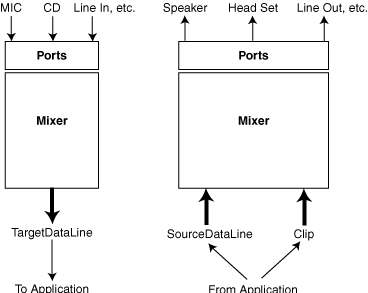 MIC CD Line In, etc.
Ports
Mixer
TargetDataLine
To Application
Speaker Head Set Line Out, etc.
Ports
Mixer
SourceDataLine Clip
From Application